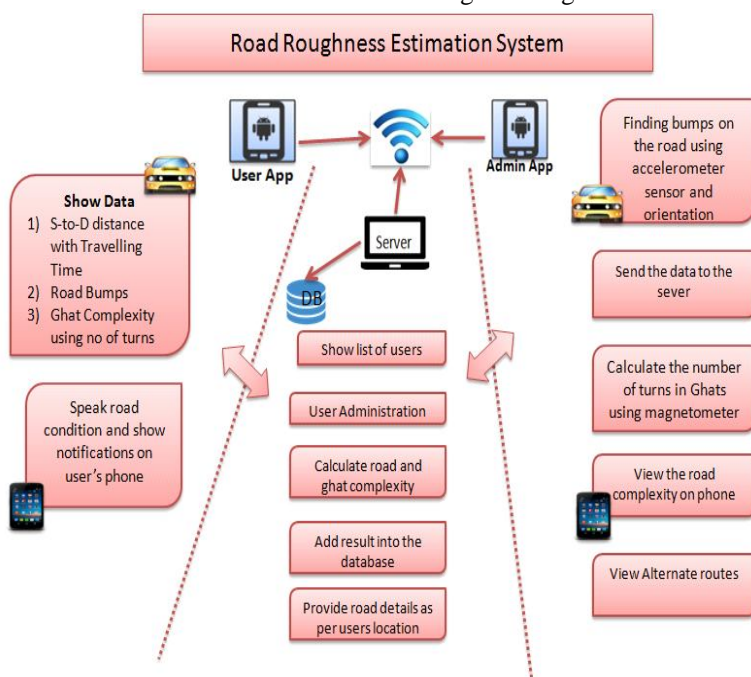 Road Roughness Estimation System
User App
Admin App
Server
DB
Show Data
1) S-to-D distance
with Travelling
Time
2) Road Bumps
3) Ghat Complexity
using no of turns
Speak road
condition and show
notifications on
user's phone
Show list of users
User Administration
Calculate road and
ghat complexity
Add result into the
database
Provide road details as
per users location
Finding bumps on
the road using
accelerometer
sensor and
orientation
Send the data to the
sever
Calculate the number
of turns in Ghats
using magnetometer
View the road
complexity on phone
View Alternate routes